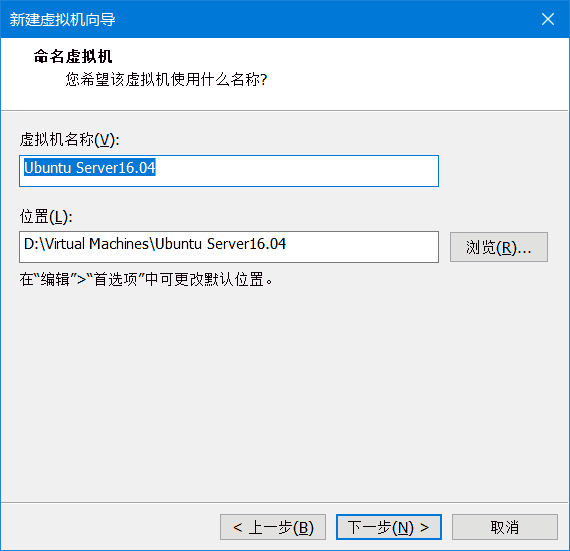 新建虚拟机向导
命名虚拟机
您希望该虚拟机使用什么名称?
虚拟机名称(V):
Ubuntu Server16.04
位置(L):
D:\Virtual Machines\Ubuntu Server16.04
浏览(R)...
在“编辑”>“首选项”中可更改默认位置。
< 上一步(B)
下一步(N) >
取消